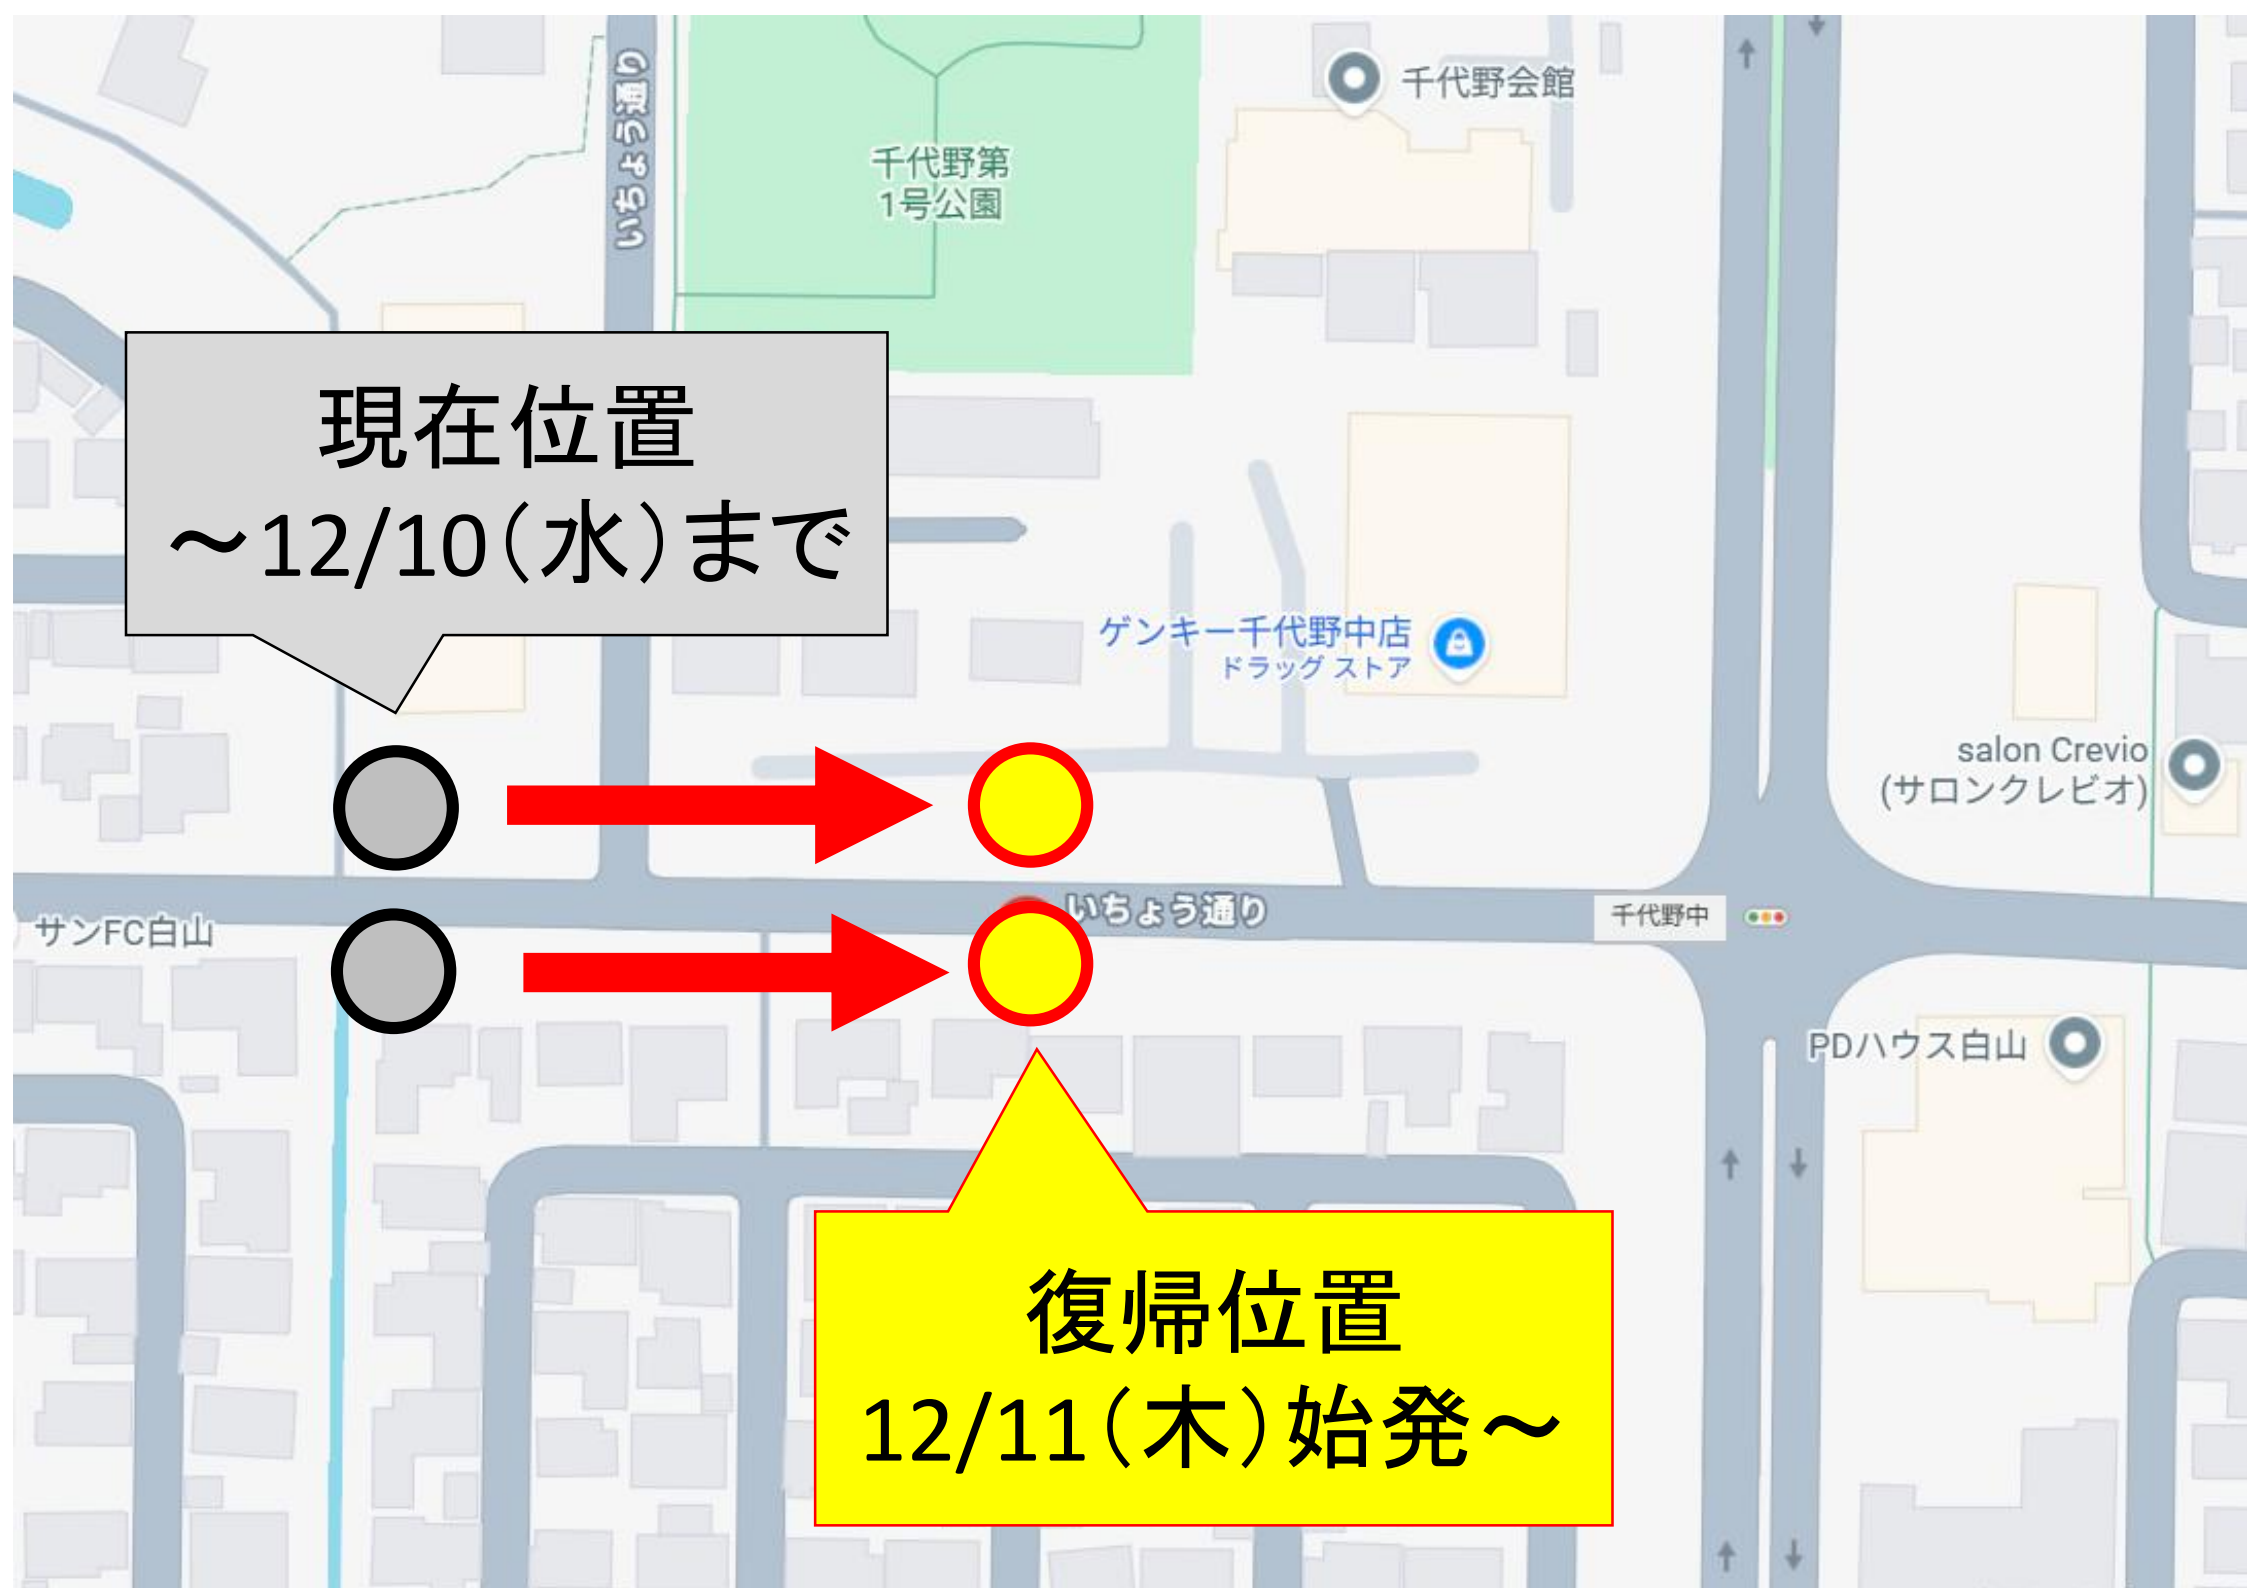 いちょう通り
千代野会館
千代野第
1号公園
現在位置
～12/10（水）まで
ゲンキー千代野中店
ドラッグ ストア
salon Crevio
(サロンクレビオ)
いちょう通り
千代野中
サンFC白山
PDハウス白山
復帰位置
12/11（木）始発～